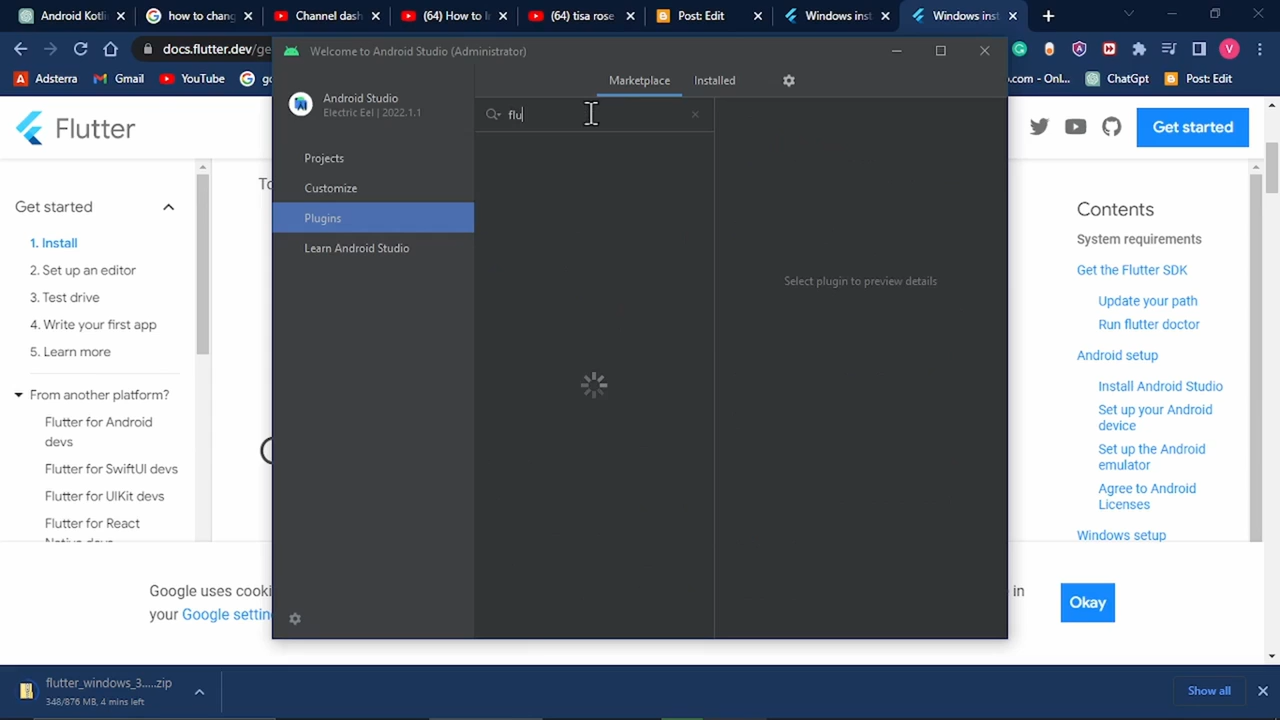 Android Kotli
how to chang
Channel dash
(64) How to I
(64) tisa rose
Post: Edit
Windows inst
Windows inst
docs.flutter.dev/ge
V
Adsterra
Gmail
YouTube
go
o.com - Onl...
ChatGPT
Post: Edit
Welcome to Android Studio (Administrator)
Flutter
Get started
Android Studio
Electric Eel | 2022.1.1
Marketplace
Installed
flu
Projects
Customize
Plugins
Learn Android Studio
Select plugin to preview details
Get started
1. Install
2. Set up an editor
3. Test drive
4. Write your first app
5. Learn more
From another platform?
Flutter for Android
devs
Flutter for SwiftUI devs
Flutter for UIKit devs
Flutter for React
Native devs
To
Contents
System requirements
Get the Flutter SDK
Update your path
Run flutter doctor
Android setup
Install Android Studio
Set up your Android
device
Set up the Android
emulator
Agree to Android
Licenses
Windows setup
Google uses cooki
in
your Google settin
Okay
flutter_windows_3.....zip
348/876 MB, 4 mins left
Show all